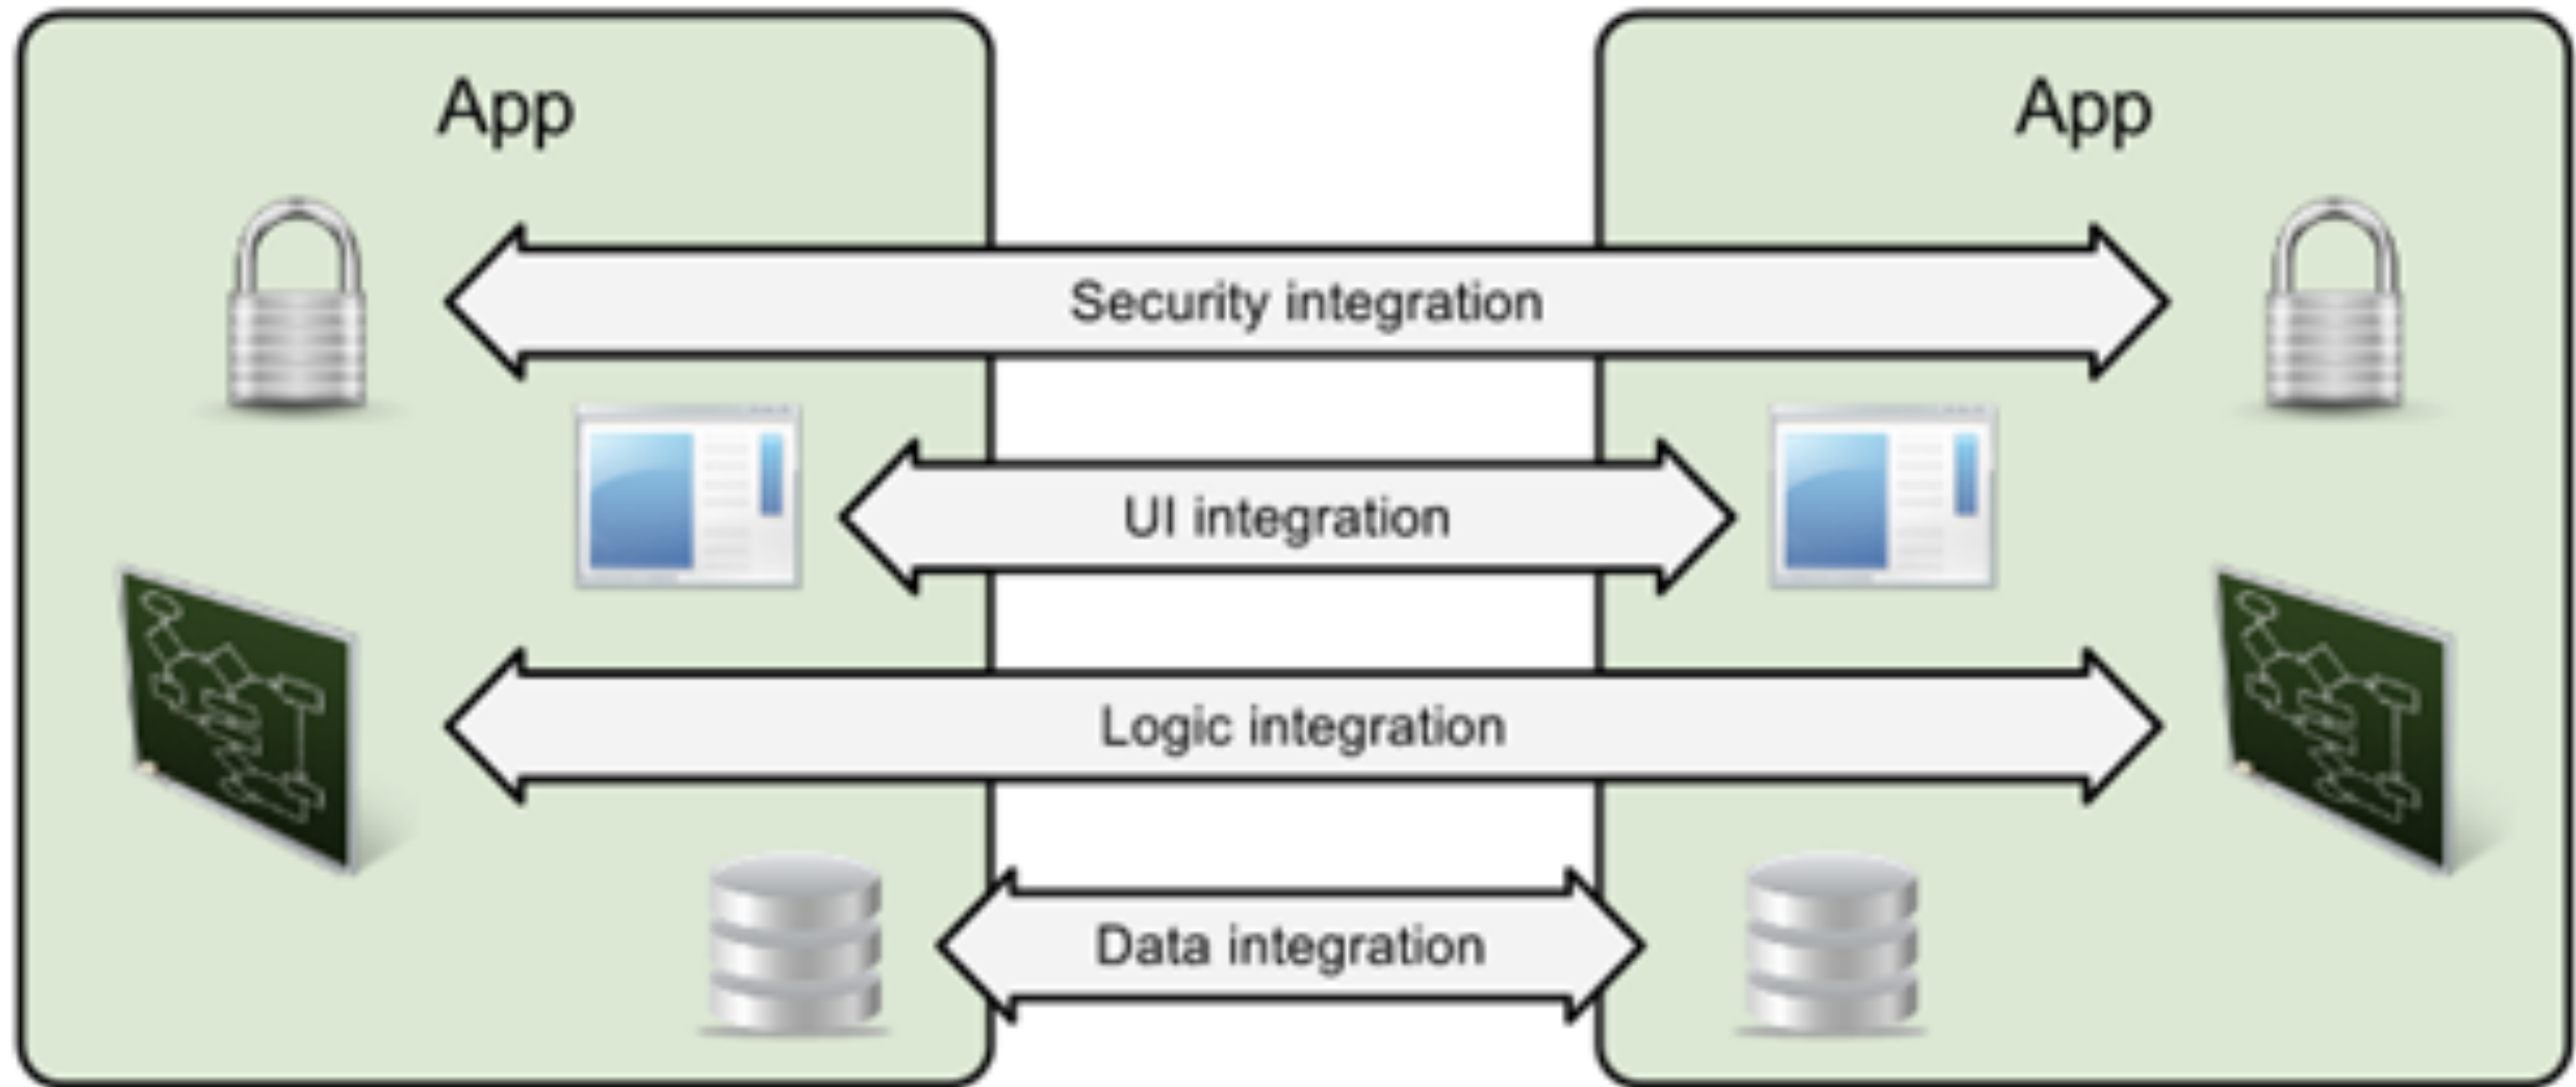 App
App
Security integration
UI integration
Logic integration
Data integration